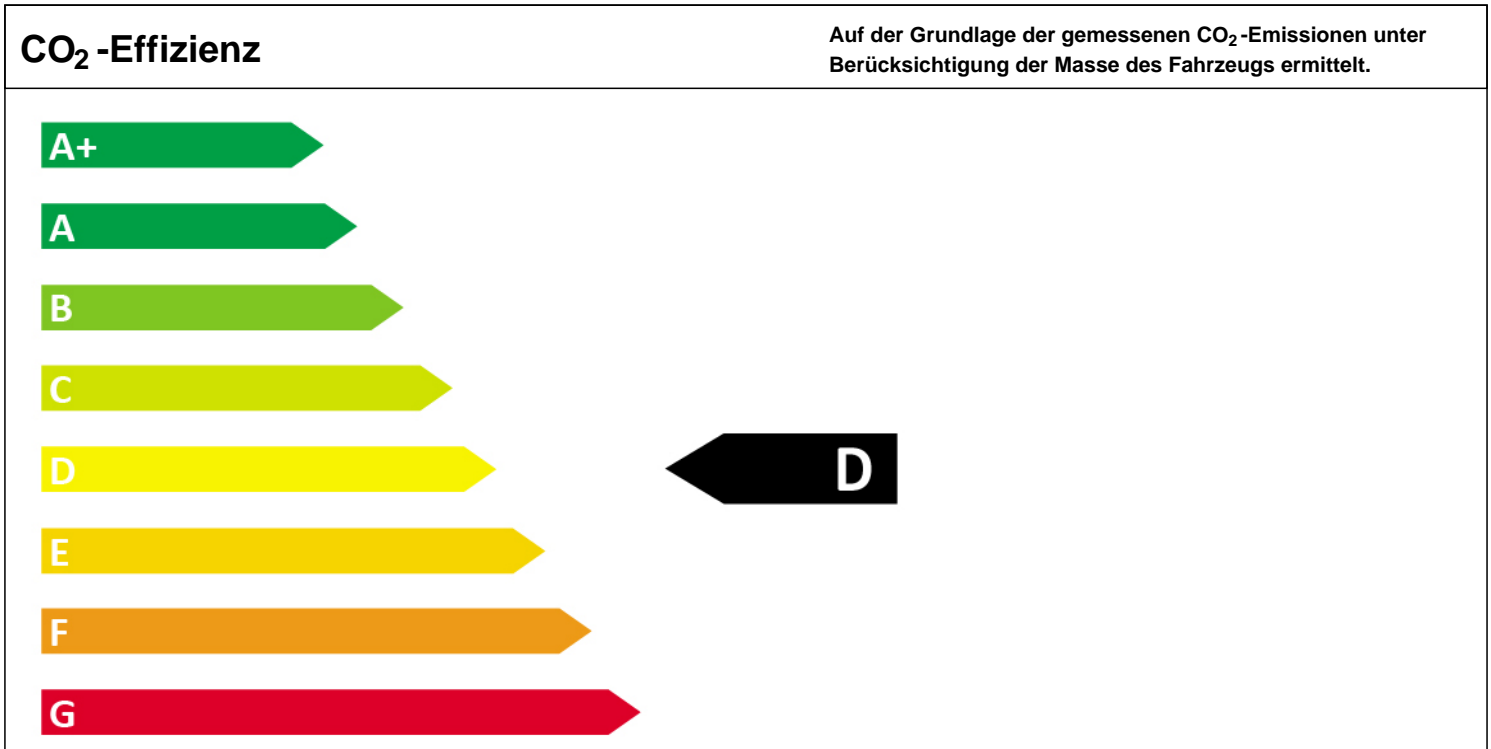 CO₂-Effizienz
Auf der Grundlage der gemessenen CO₂-Emissionen unter
Berücksichtigung der Masse des Fahrzeugs ermittelt.
A+
A
B
C
D
D
E
F
G